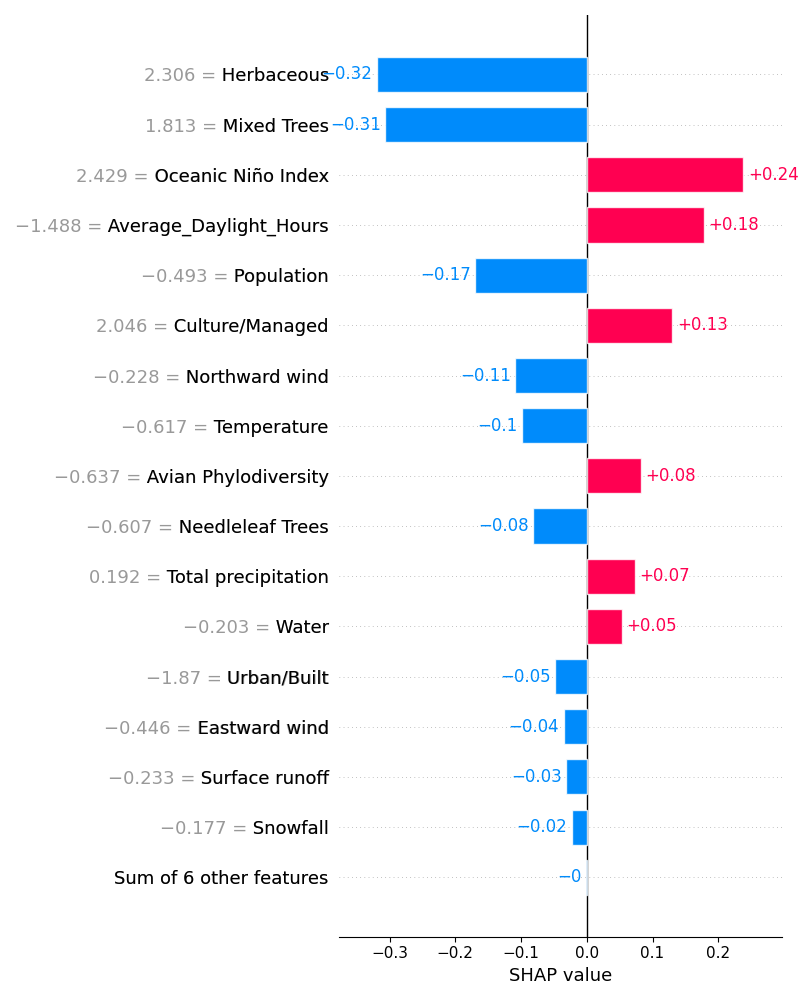 2.306 = Herbaceous −0.32
1.813 = Mixed Trees −0.31
2.429 = Oceanic Niño Index +0.24
−1.488 = Average_Daylight_Hours +0.18
−0.493 = Population −0.17
2.046 = Culture/Managed +0.13
−0.228 = Northward wind −0.11
−0.617 = Temperature −0.1
−0.637 = Avian Phylodiversity +0.08
−0.607 = Needleleaf Trees −0.08
0.192 = Total precipitation +0.07
−0.203 = Water +0.05
−1.87 = Urban/Built −0.05
−0.446 = Eastward wind −0.04
−0.233 = Surface runoff −0.03
−0.177 = Snowfall −0.02
Sum of 6 other features −0
−0.3 −0.2 −0.1 0.0 0.1 0.2
SHAP value